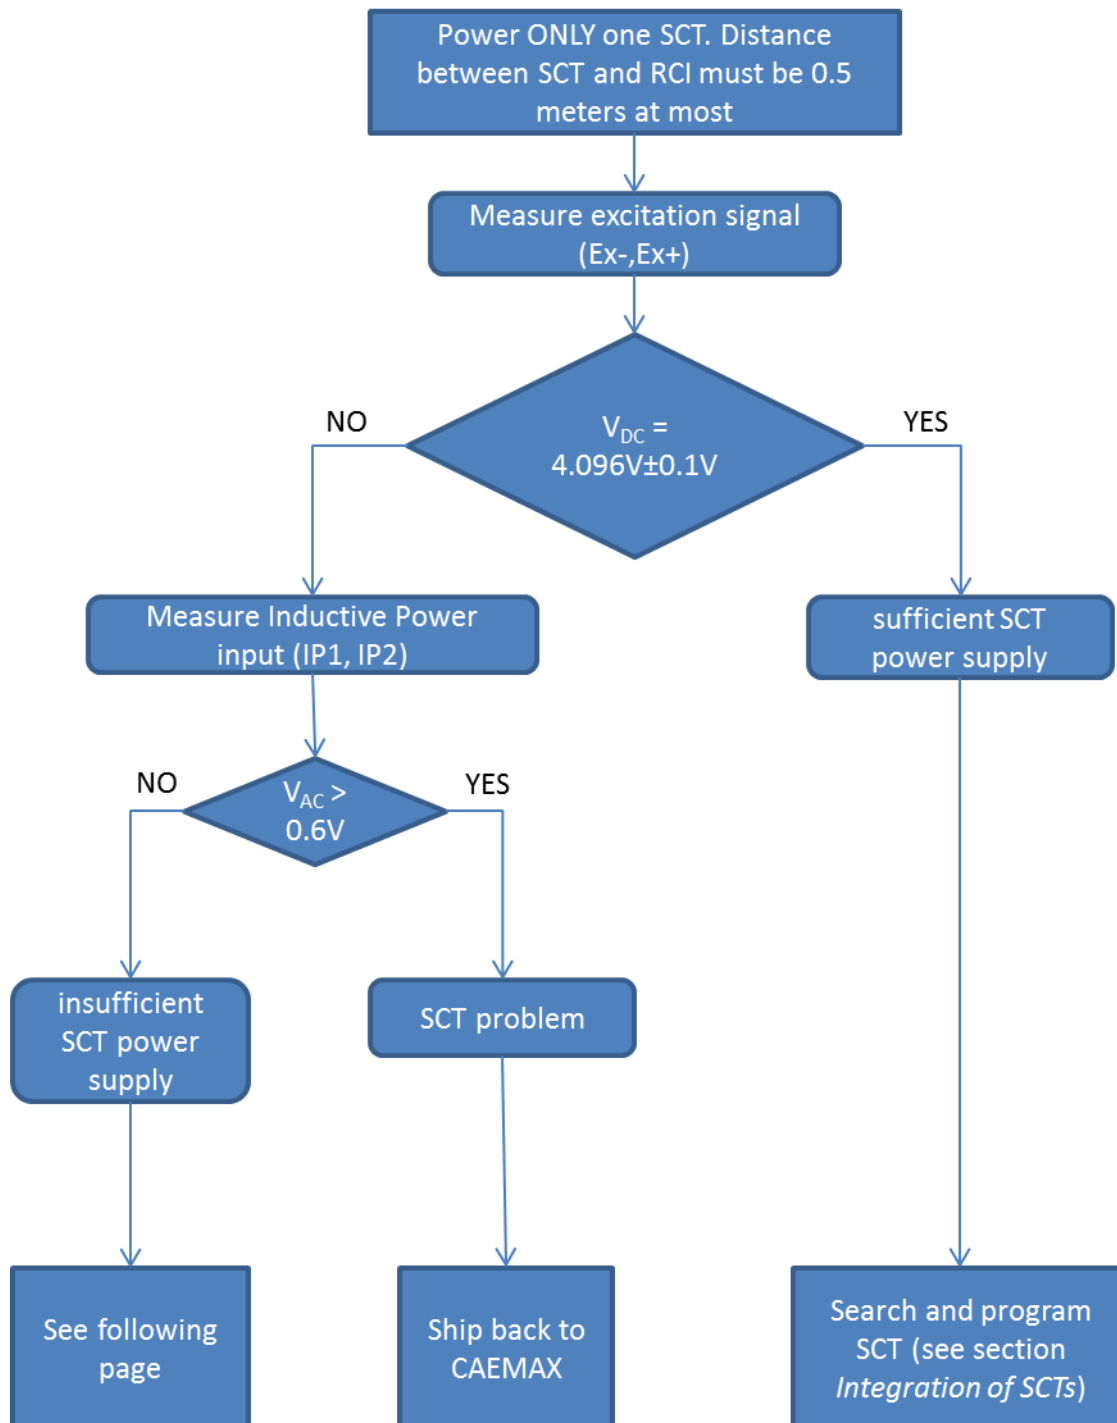 Power ONLY one SCT. Distance
between SCT and RCI must be 0.5
meters at most
Measure excitation signal
(Ex-,Ex+)
NO
YES
V_DC =
4.096V±0.1V
Measure Inductive Power
input (IP1, IP2)
sufficient SCT
power supply
NO
YES
V_AC >
0.6V
insufficient
SCT power
supply
SCT problem
See following
page
Ship back to
CAEMAX
Search and program
SCT (see section
Integration of SCTs)